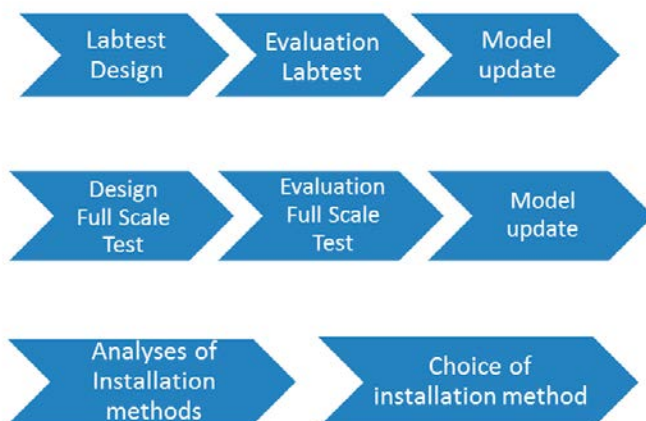 Labtest
Design
Evaluation
Labtest
Model
update
Design
Full Scale
Test
Evaluation
Full Scale
Test
Model
update
Analyses of
Installation
methods
Choice of
installation method